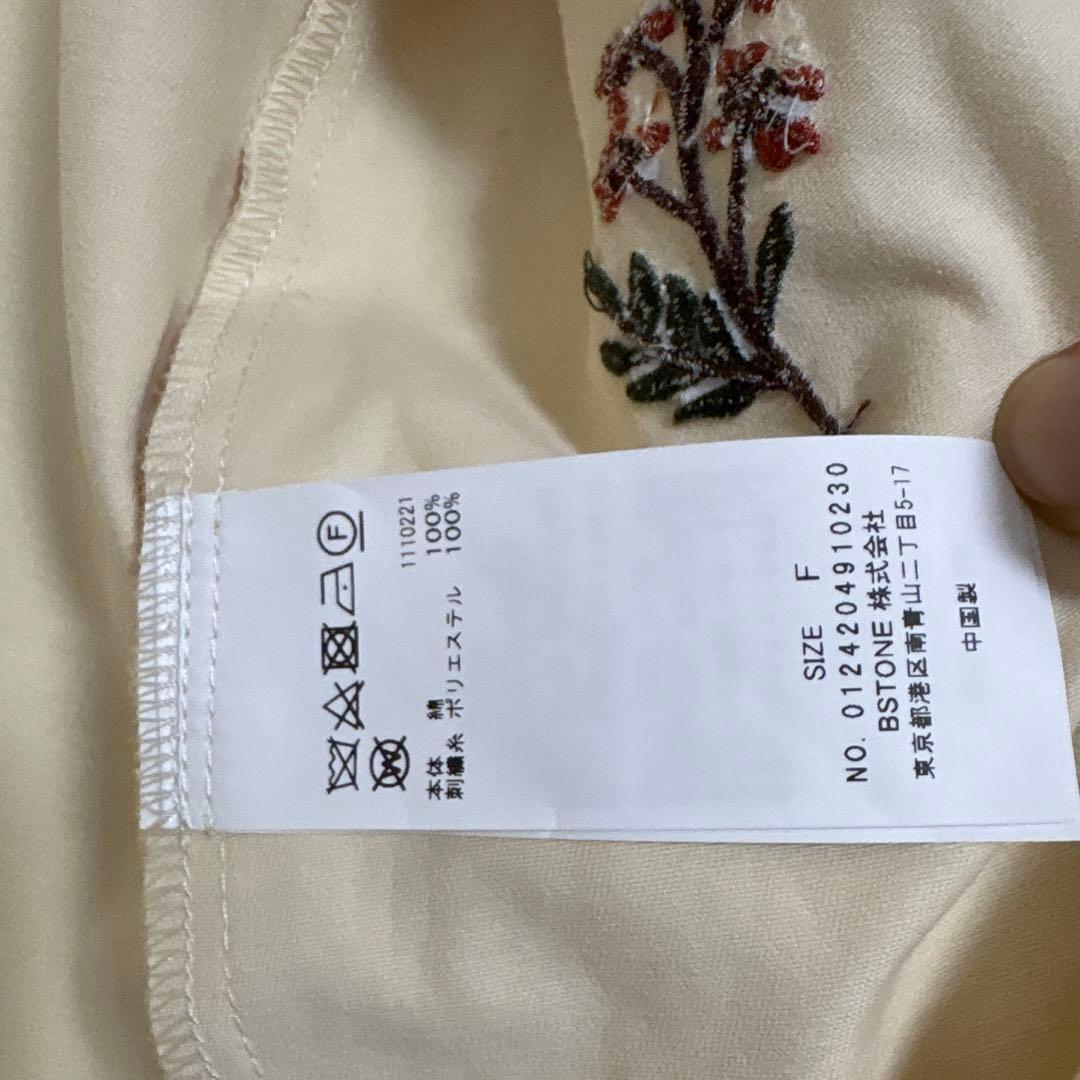 F
W
1110221
本体 綿 100%
刺繍糸 ポリエステル 100%
SIZE F
NO. 0124204910230
BSTONE 株式会社
東京都港区南青山二丁目5-17
中国製